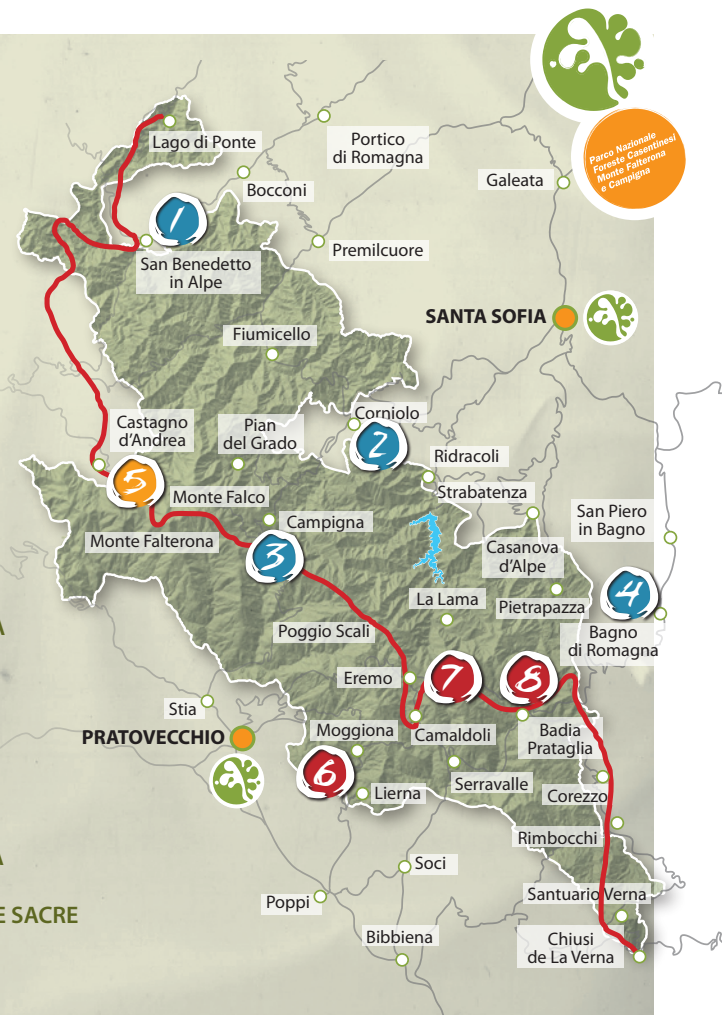 Parco Nazionale
Foreste Casentinesi
Monte Falterona
e Campigna
Lago di Ponte
Portico
di Romagna
Bocconi
Galeata
1
Premilcuore
San Benedetto
in Alpe
SANTA SOFIA
Fiumicello
Castagno
d'Andrea
Pian
del Grado
Corniolo
2
Ridracoli
5
Monte Falco
Strabatenza
Campigna
San Piero
in Bagno
Monte Falterona
3
Casanova
d'Alpe
4
La Lama
Pietrapazza
A
Poggio Scali
Bagno
di Romagna
Eremo
7
8
Stia
PRATOVECCHIO
Moggiona
Camaldoli
Badia
Prataglia
6
Serravalle
Lierna
Corezzo
Rimbocchi
A
Soci
Poppi
Santuario Verna
E SACRE
Bibbiena
Chiusi
de La Verna